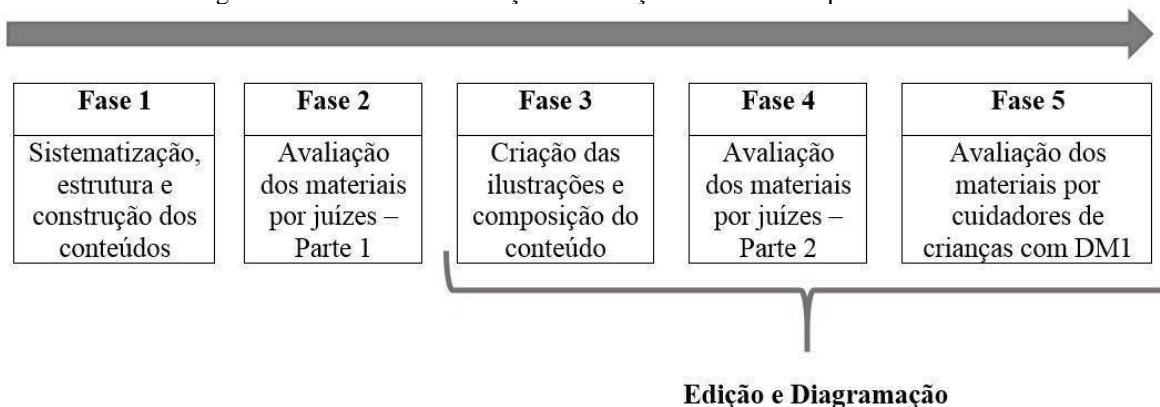 Fase 1
Sistematização,
estrutura e
construção dos
conteúdos
Fase 2
Avaliação
dos materiais
por juízes –
Parte 1
Fase 3
Criação das
ilustrações e
composição do
conteúdo
Fase 4
Avaliação
dos materiais
por juízes –
Parte 2
Fase 5
Avaliação dos
materiais por
cuidadores de
crianças com DM1
Edição e Diagramação